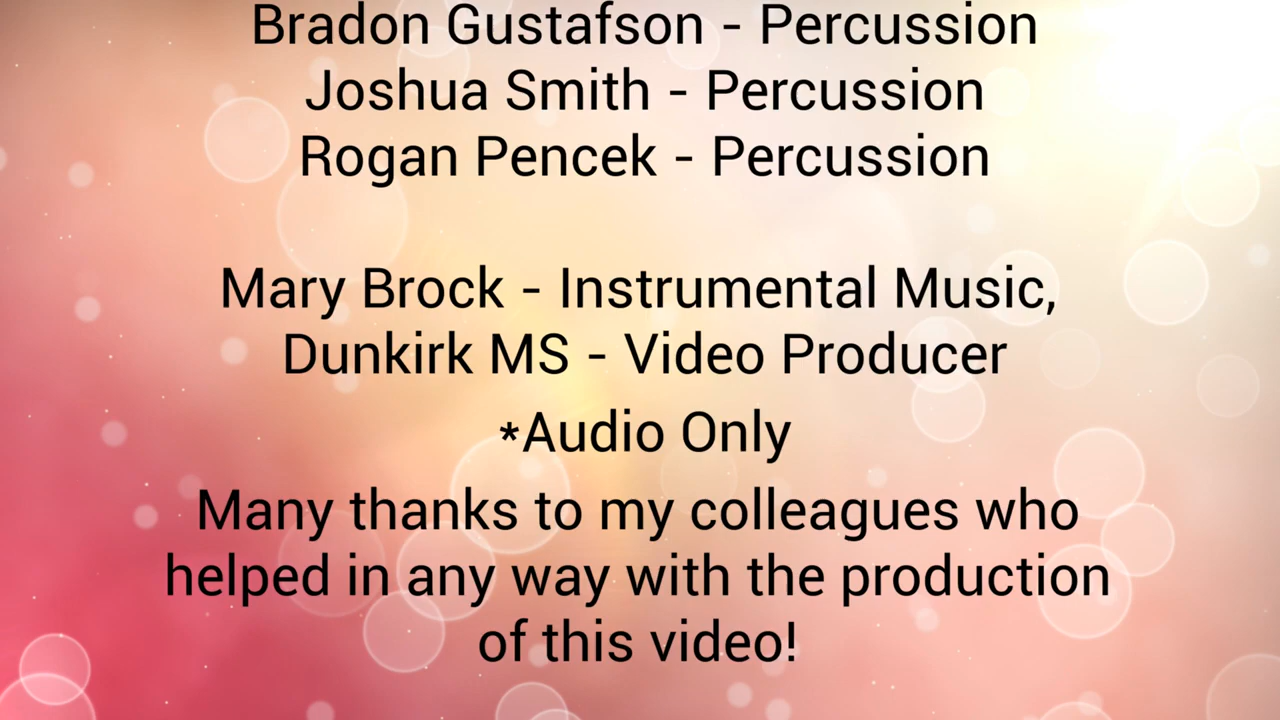 Bradon Gustafson - Percussion
Joshua Smith - Percussion
Rogan Pencek - Percussion
Mary Brock - Instrumental Music,
Dunkirk MS - Video Producer
*Audio Only
Many thanks to my colleagues who
helped in any way with the production
of this video!